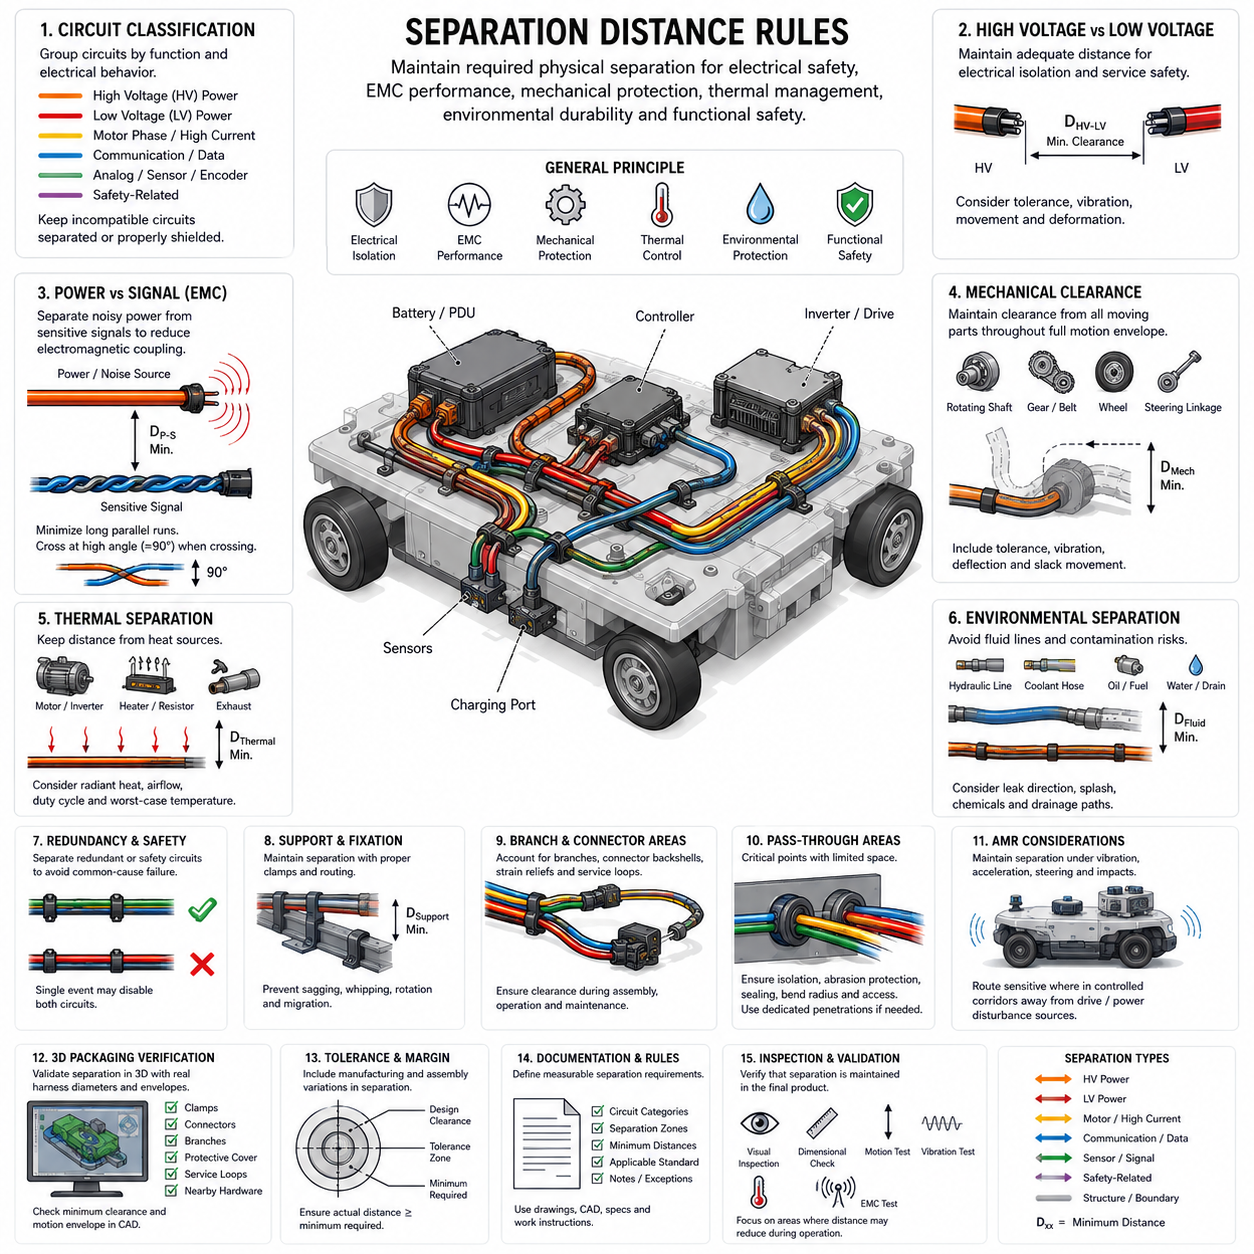 SEPARATION DISTANCE RULES
Maintain required physical separation for electrical safety,
EMC performance, mechanical protection, thermal management,
environmental durability and functional safety.
1. CIRCUIT CLASSIFICATION
Group circuits by function and
electrical behavior.
High Voltage (HV) Power
Low Voltage (LV) Power
Motor Phase / High Current
Communication / Data
Analog / Sensor / Encoder
Safety-Related
Keep incompatible circuits
separated or properly shielded.
GENERAL PRINCIPLE
Electrical
Isolation
EMC
Performance
Mechanical
Protection
Thermal
Control
Environmental
Protection
Functional
Safety
2. HIGH VOLTAGE vs LOW VOLTAGE
Maintain adequate distance for
electrical isolation and service safety.
D HV-LV
Min. Clearance
HV
LV
Consider tolerance, vibration,
movement and deformation.
3. POWER vs SIGNAL (EMC)
Separate noisy power from
sensitive signals to reduce
electromagnetic coupling.
Power / Noise Source
D P-S
Min.
Sensitive Signal
Minimize long parallel runs.
Cross at high angle (≈90°) when crossing.
90°
Battery / PDU
Controller
Inverter / Drive
Sensors
Charging Port
4. MECHANICAL CLEARANCE
Maintain clearance from all moving
parts throughout full motion envelope.
Rotating Shaft
Gear / Belt
Wheel
Steering Linkage
D Mech
Min.
Include tolerance, vibration,
deflection and slack movement.
5. THERMAL SEPARATION
Keep distance from heat sources.
Motor / Inverter
Heater / Resistor
Exhaust
D Thermal
Min.
Consider radiant heat, airflow,
duty cycle and worst-case temperature.
6. ENVIRONMENTAL SEPARATION
Avoid fluid lines and contamination risks.
Hydraulic Line
Coolant Hose
Oil / Fuel
Water / Drain
D Fluid
Min.
Consider leak direction, splash,
chemicals and drainage paths.
7. REDUNDANCY & SAFETY
Separate redundant or safety circuits
to avoid common-cause failure.
Single event may disable
both circuits.
8. SUPPORT & FIXATION
Maintain separation with proper
clamps and routing.
D Support
Min.
Prevent sagging, whipping, rotation
and migration.
9. BRANCH & CONNECTOR AREAS
Account for branches, connector backshells,
strain reliefs and service loops.
Ensure clearance during assembly,
operation and maintenance.
10. PASS-THROUGH AREAS
Critical points with limited space.
Ensure isolation, abrasion protection,
sealing, bend radius and access.
Use dedicated penetrations if needed.
11. AMR CONSIDERATIONS
Maintain separation under vibration,
acceleration, steering and impacts.
Route sensitive where in controlled
corridors away from drive / power
disturbance sources.
12. 3D PACKAGING VERIFICATION
Validate separation in 3D with real
harness diameters and envelopes.
Clamps
Connectors
Branches
Protective Cover
Service Loops
Nearby Hardware
Check minimum clearance and
motion envelope in CAD.
13. TOLERANCE & MARGIN
Include manufacturing and assembly
variations in separation.
Design
Clearance
Tolerance
Zone
Minimum
Required
Ensure actual distance ≥
minimum required.
14. DOCUMENTATION & RULES
Define measurable separation requirements.
Circuit Categories
Separation Zones
Minimum Distances
Applicable Standard
Notes / Exceptions
Use drawings, CAD, specs and
work instructions.
15. INSPECTION & VALIDATION
Verify that separation is maintained
in the final product.
Visual
Inspection
Dimensional
Check
Motion Test
Vibration Test
EMC Test
Focus on areas where distance may
reduce during operation.
SEPARATION TYPES
HV Power
LV Power
Motor / High Current
Communication / Data
Sensor / Signal
Safety-Related
Structure / Boundary
Dxx = Minimum Distance